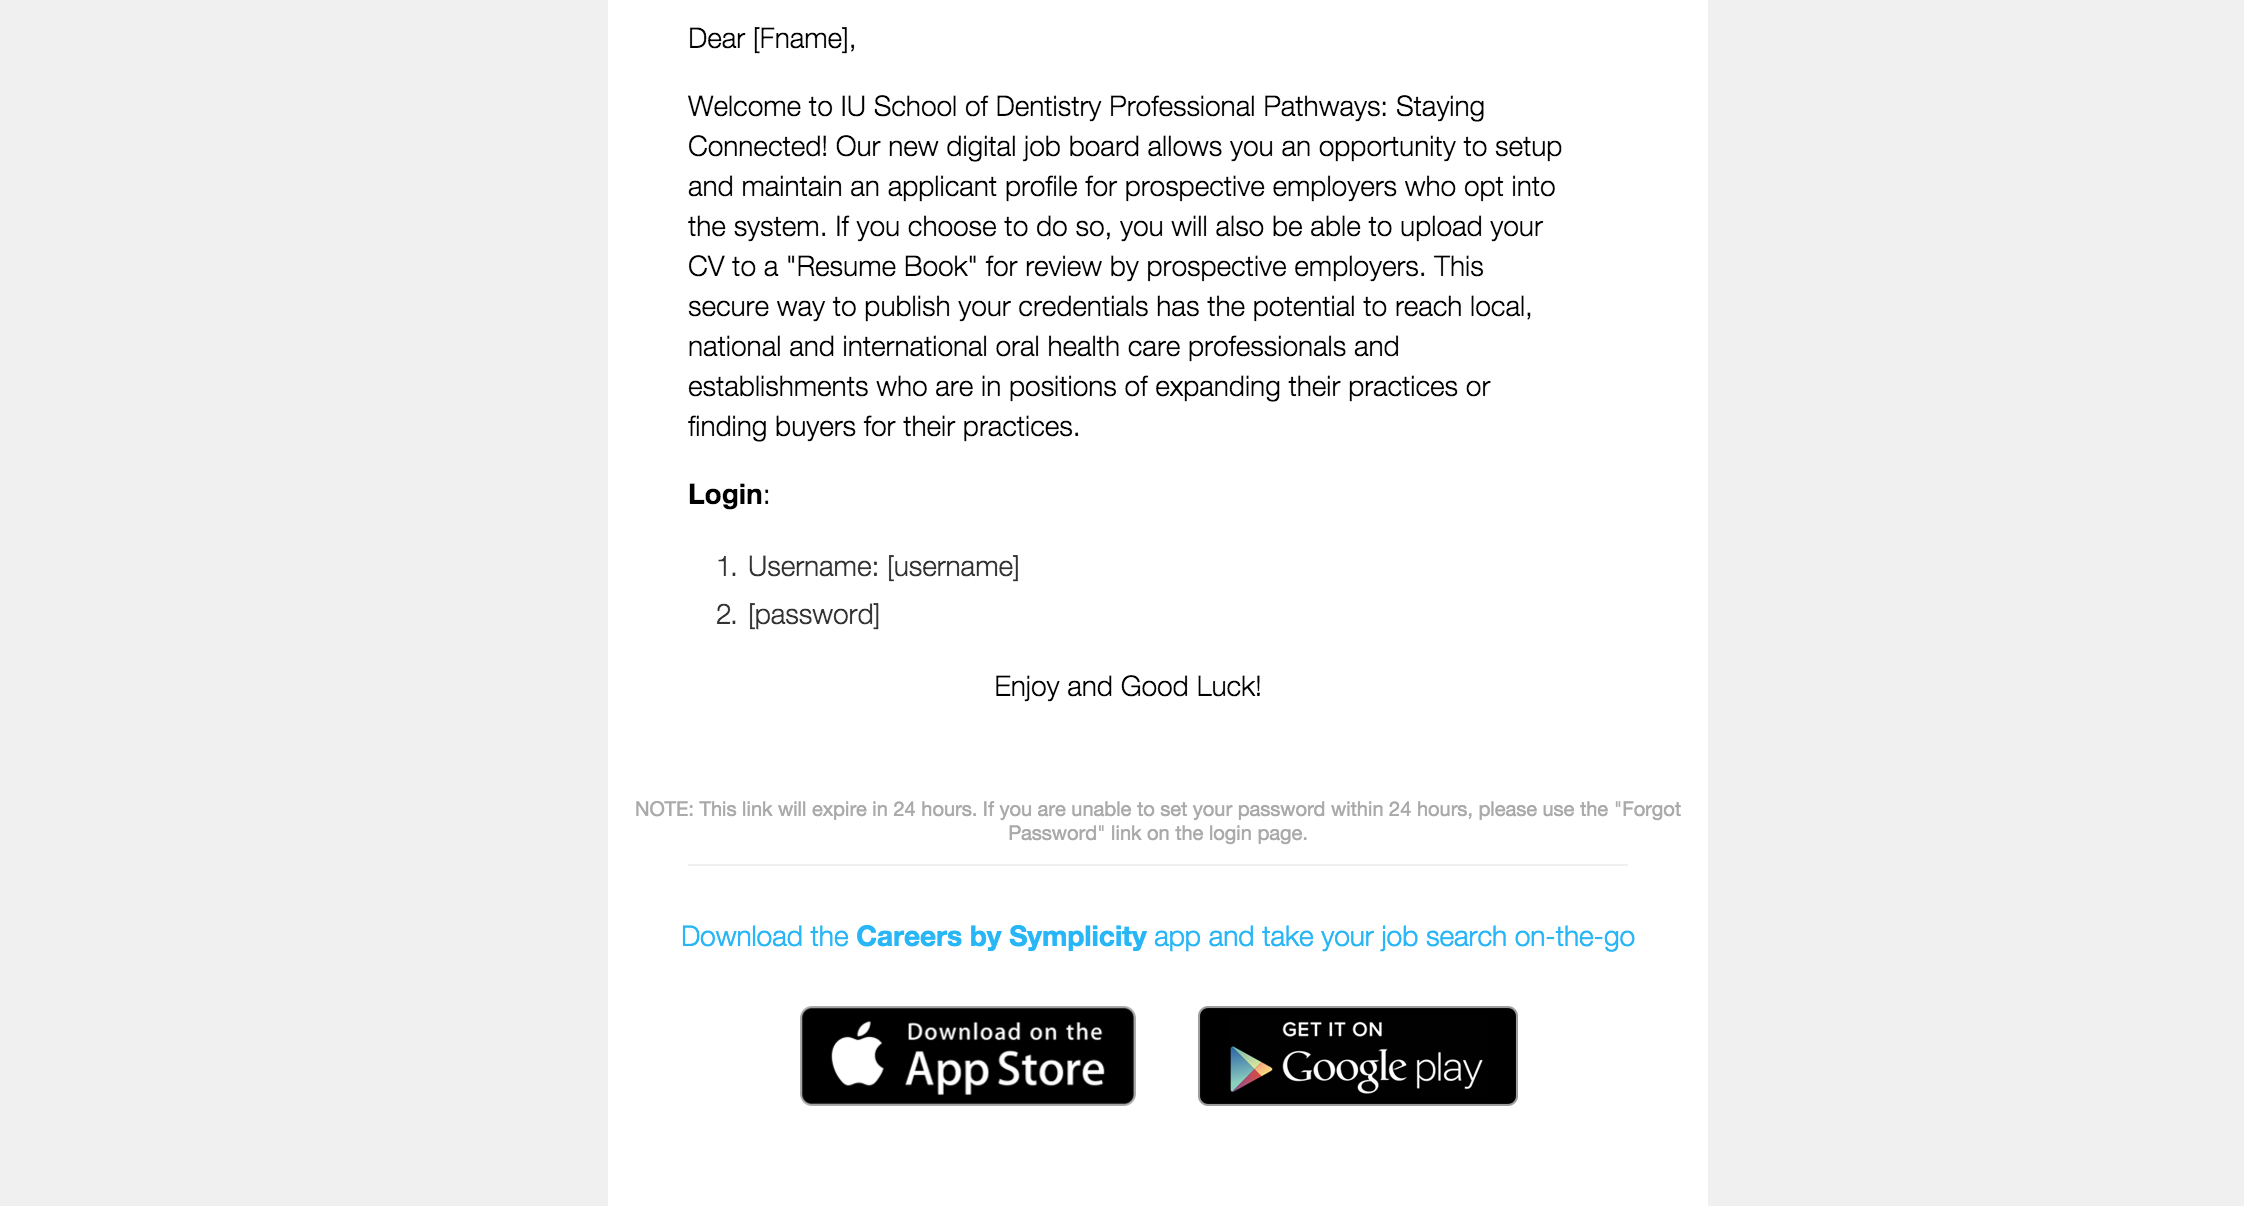 Dear [Fname],
Welcome to IU School of Dentistry Professional Pathways: Staying
Connected! Our new digital job board allows you an opportunity to setup
and maintain an applicant profile for prospective employers who opt into
the system. If you choose to do so, you will also be able to upload your
CV to a "Resume Book" for review by prospective employers. This
secure way to publish your credentials has the potential to reach local,
national and international oral health care professionals and
establishments who are in positions of expanding their practices or
finding buyers for their practices.
Login:
1. Username: [username]
2. [password]
Enjoy and Good Luck!
NOTE: This link will expire in 24 hours. If you are unable to set your password within 24 hours, please use the "Forgot
Password" link on the login page.
Download the Careers by Symplicity app and take your job search on-the-go
Download on the
App Store
GET IT ON
Google play